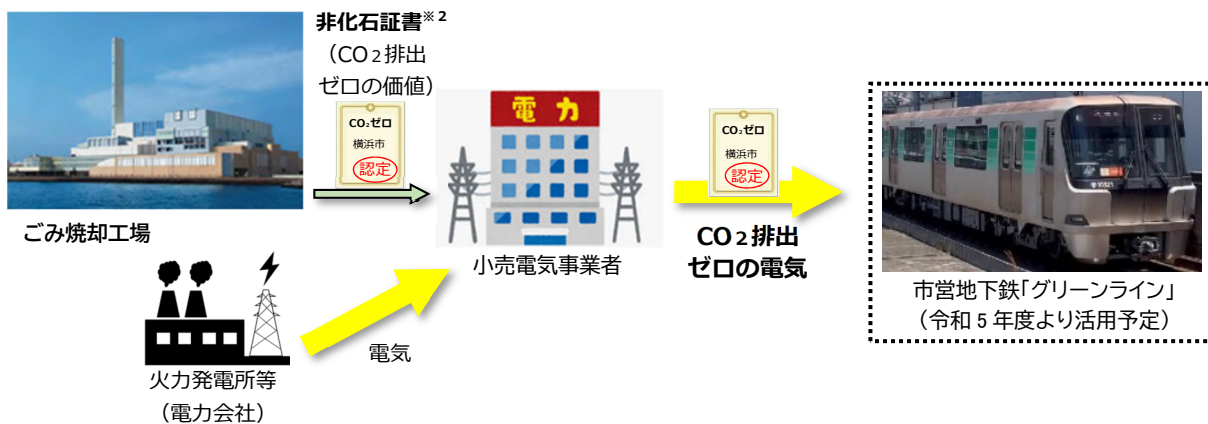 非化石証書※2
（CO2排出
ゼロの価値）
CO₂ゼロ
横浜市
認定
ごみ焼却工場
電力
小売電気事業者
CO₂ゼロ
横浜市
認定
CO2排出
ゼロの電気
市営地下鉄「グリーンライン」
（令和5年度より活用予定）
電気
火力発電所等
（電力会社）